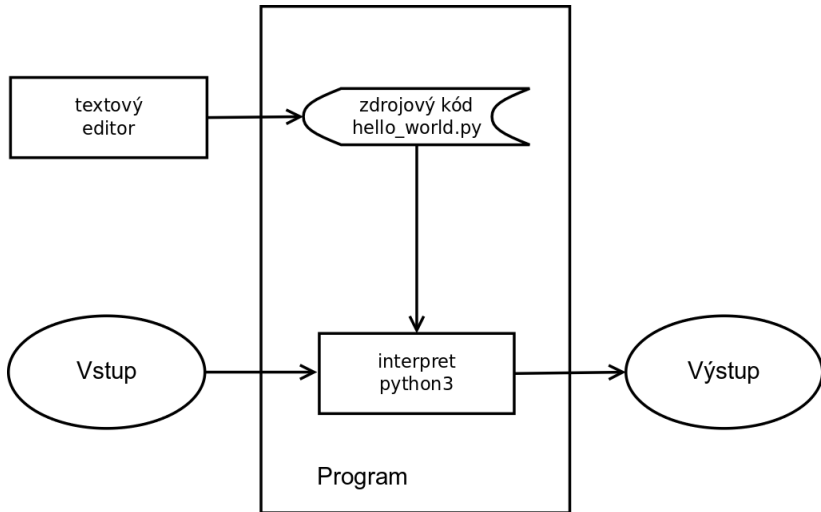 textový
editor
zdrojový kód
hello_world.py
Vstup
interpret
python3
Výstup
Program